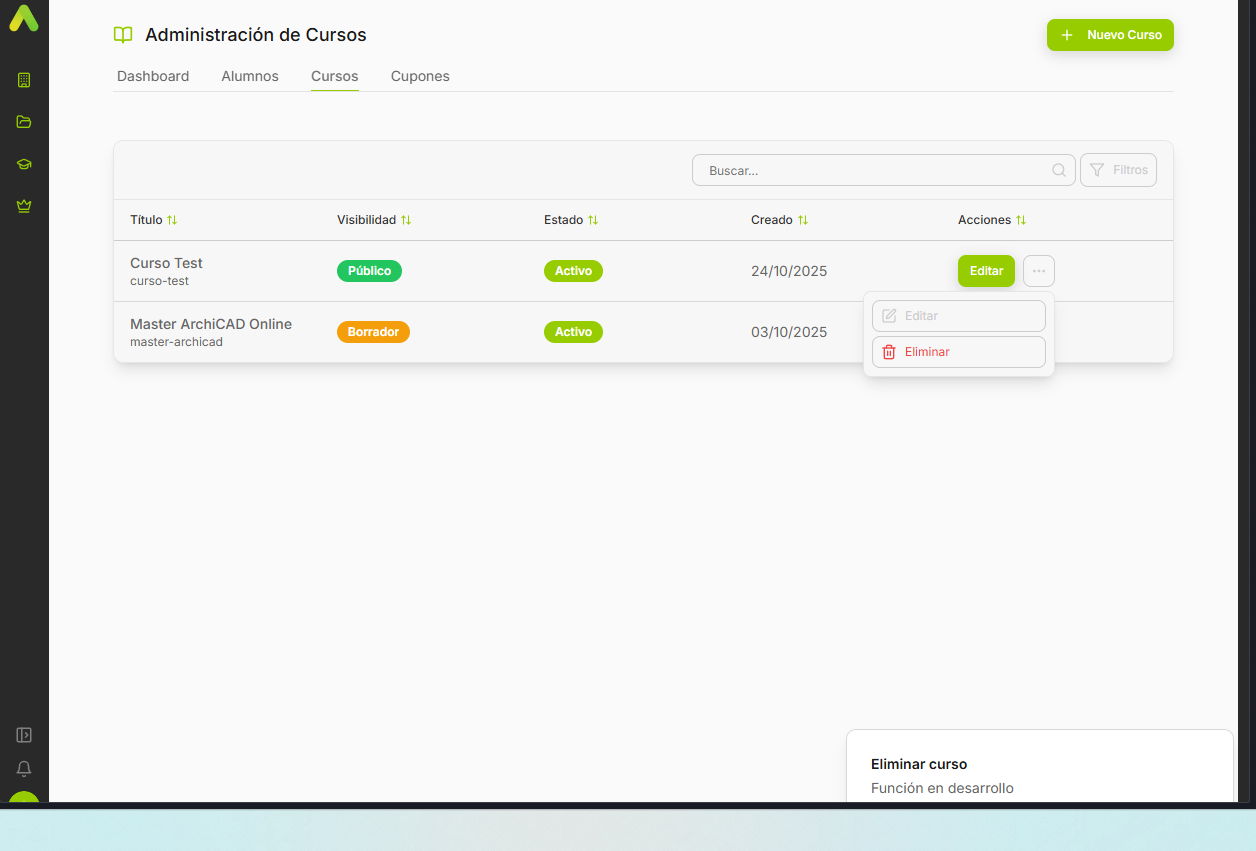 Administración de Cursos
Nuevo Curso
Dashboard Alumnos Cursos Cupones
Buscar... Filtros
Título Visibilidad Estado Creado Acciones
Curso Test Público Activo 24/10/2025 Editar
curso-test
Editar
Master ArchiCAD Online Borrador Activo 03/10/2025
master-archicad
Eliminar
Eliminar curso
Función en desarrollo